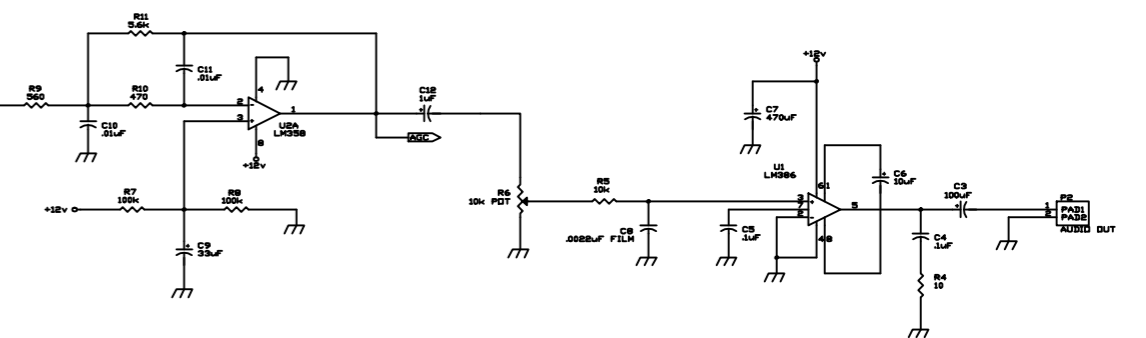 R11
5.6k
+12v
R9
560
R10
470
C11
.01uF
4
2
3
1
8
U2A
LM358
+12v
C12
1uF
AGC
C10
.01uF
C7
470uF
U1
LM386
R7
100k
R8
100k
+12v
R6
10k POT
R5
10k
6
1
3
7
2
5
4
8
C6
10uF
C3
100uF
P2
1
2
PAD1
PAD2
AUDIO OUT
C9
33uF
C8
.0022uF FILM
C5
.1uF
C4
.1uF
R4
10